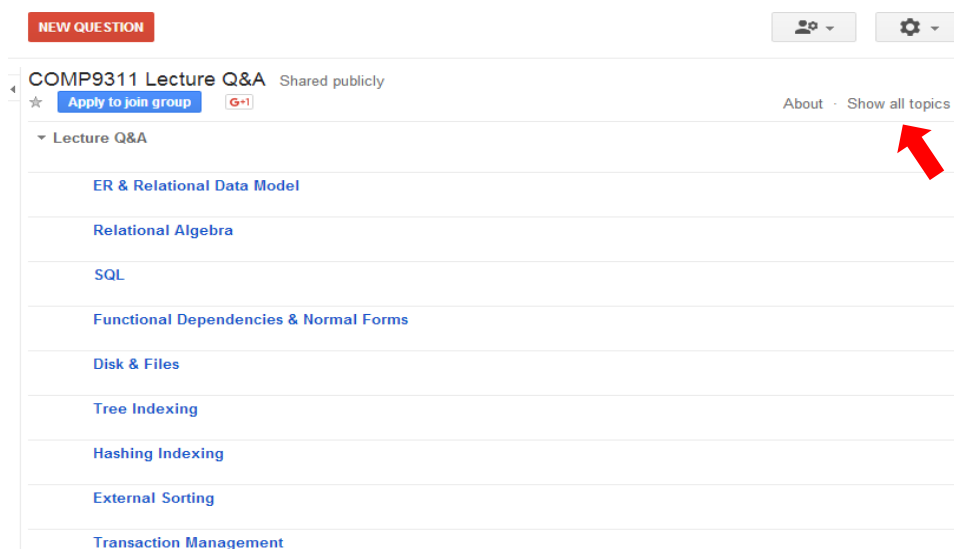 NEW QUESTION
COMP9311 Lecture Q&A Shared publicly
Apply to join group G+1
About · Show all topics
Lecture Q&A
ER & Relational Data Model
Relational Algebra
SQL
Functional Dependencies & Normal Forms
Disk & Files
Tree Indexing
Hashing Indexing
External Sorting
Transaction Management